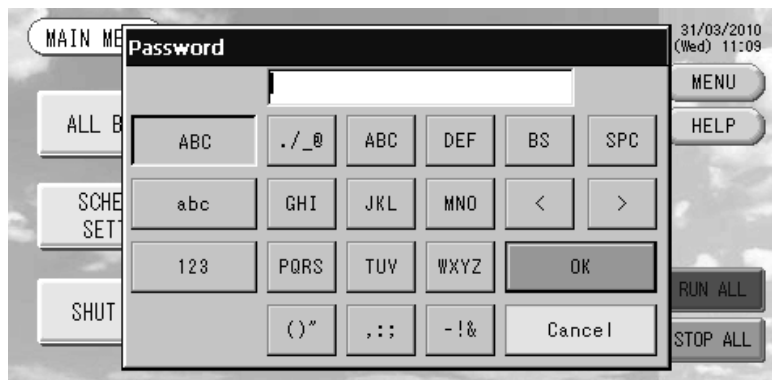 MAIN ME
Password
31/03/2010
(Wed) 11:09
MENU
HELP
ALL B
ABC
./_@
ABC
DEF
BS
SPC
SCHE
SETT
abc
GHI
JKL
MNO
<
>
123
PQRS
TUV
WXYZ
OK
RUN ALL
SHUT
()"
,:;
-!&
Cancel
STOP ALL